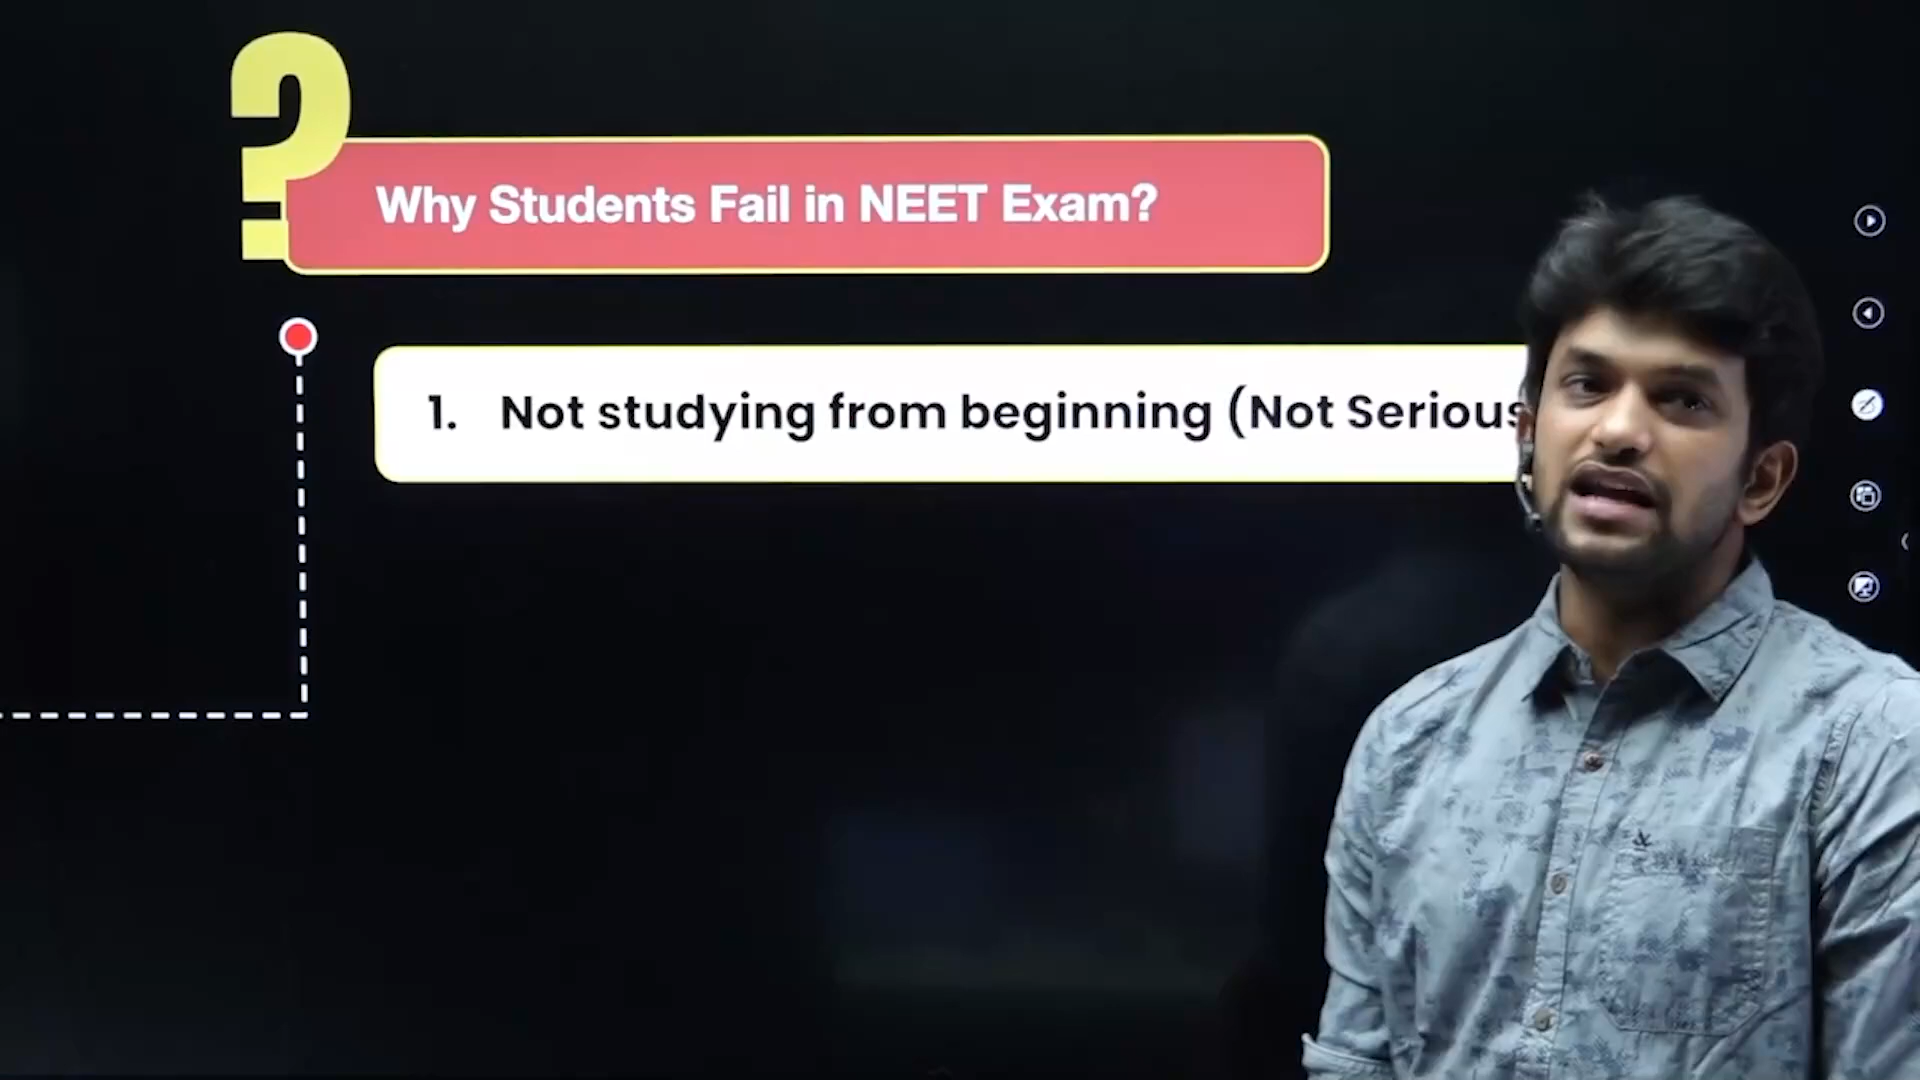 ?
Why Students Fail in NEET Exam?
1. Not studying from beginning (Not Serious